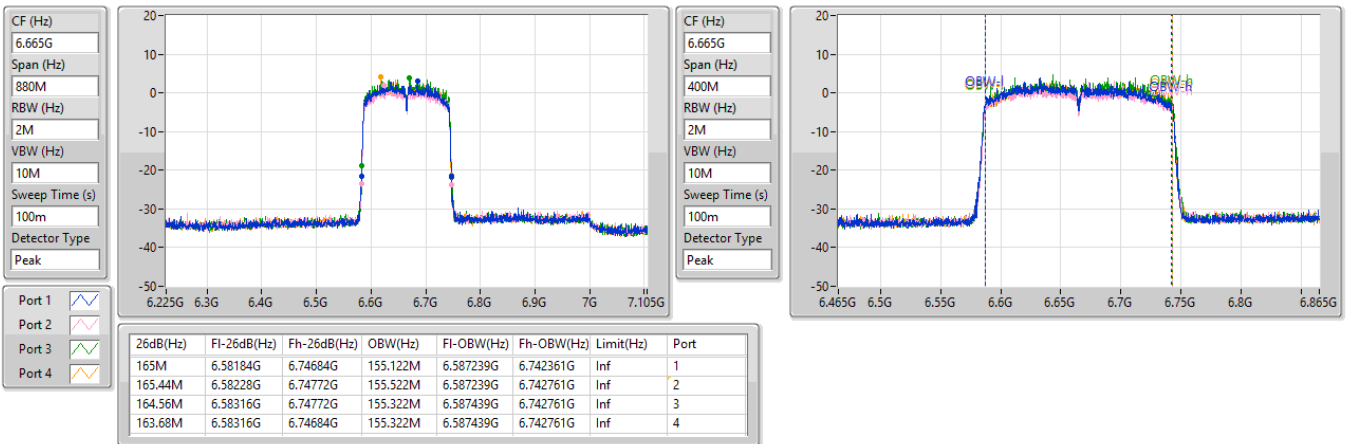 CF (Hz)
6.665G
Span (Hz)
880M
RBW (Hz)
2M
VBW (Hz)
10M
Sweep Time (s)
100m
Detector Type
Peak
20
10
0
-10
-20
-30
-40
-50
6.225G 6.3G 6.4G 6.5G 6.6G 6.7G 6.8G 6.9G 7G 7.105G
CF (Hz)
6.665G
Span (Hz)
400M
RBW (Hz)
2M
VBW (Hz)
10M
Sweep Time (s)
100m
Detector Type
Peak
20
10
0
-10
-20
-30
-40
-50
OBW-l
OBW-h
OBW-h
6.465G 6.5G 6.55G 6.6G 6.65G 6.7G 6.75G 6.8G 6.865G
Port 1
Port 2
Port 3
Port 4
26dB(Hz) Fl-26dB(Hz) Fh-26dB(Hz) OBW(Hz) Fl-OBW(Hz) Fh-OBW(Hz) Limit(Hz) Port
165M 6.58184G 6.74684G 155.122M 6.587239G 6.742361G Inf 1
165.44M 6.58228G 6.74772G 155.522M 6.587239G 6.742761G Inf 2
164.56M 6.58316G 6.74772G 155.322M 6.587439G 6.742761G Inf 3
163.68M 6.58316G 6.74684G 155.322M 6.587439G 6.742761G Inf 4